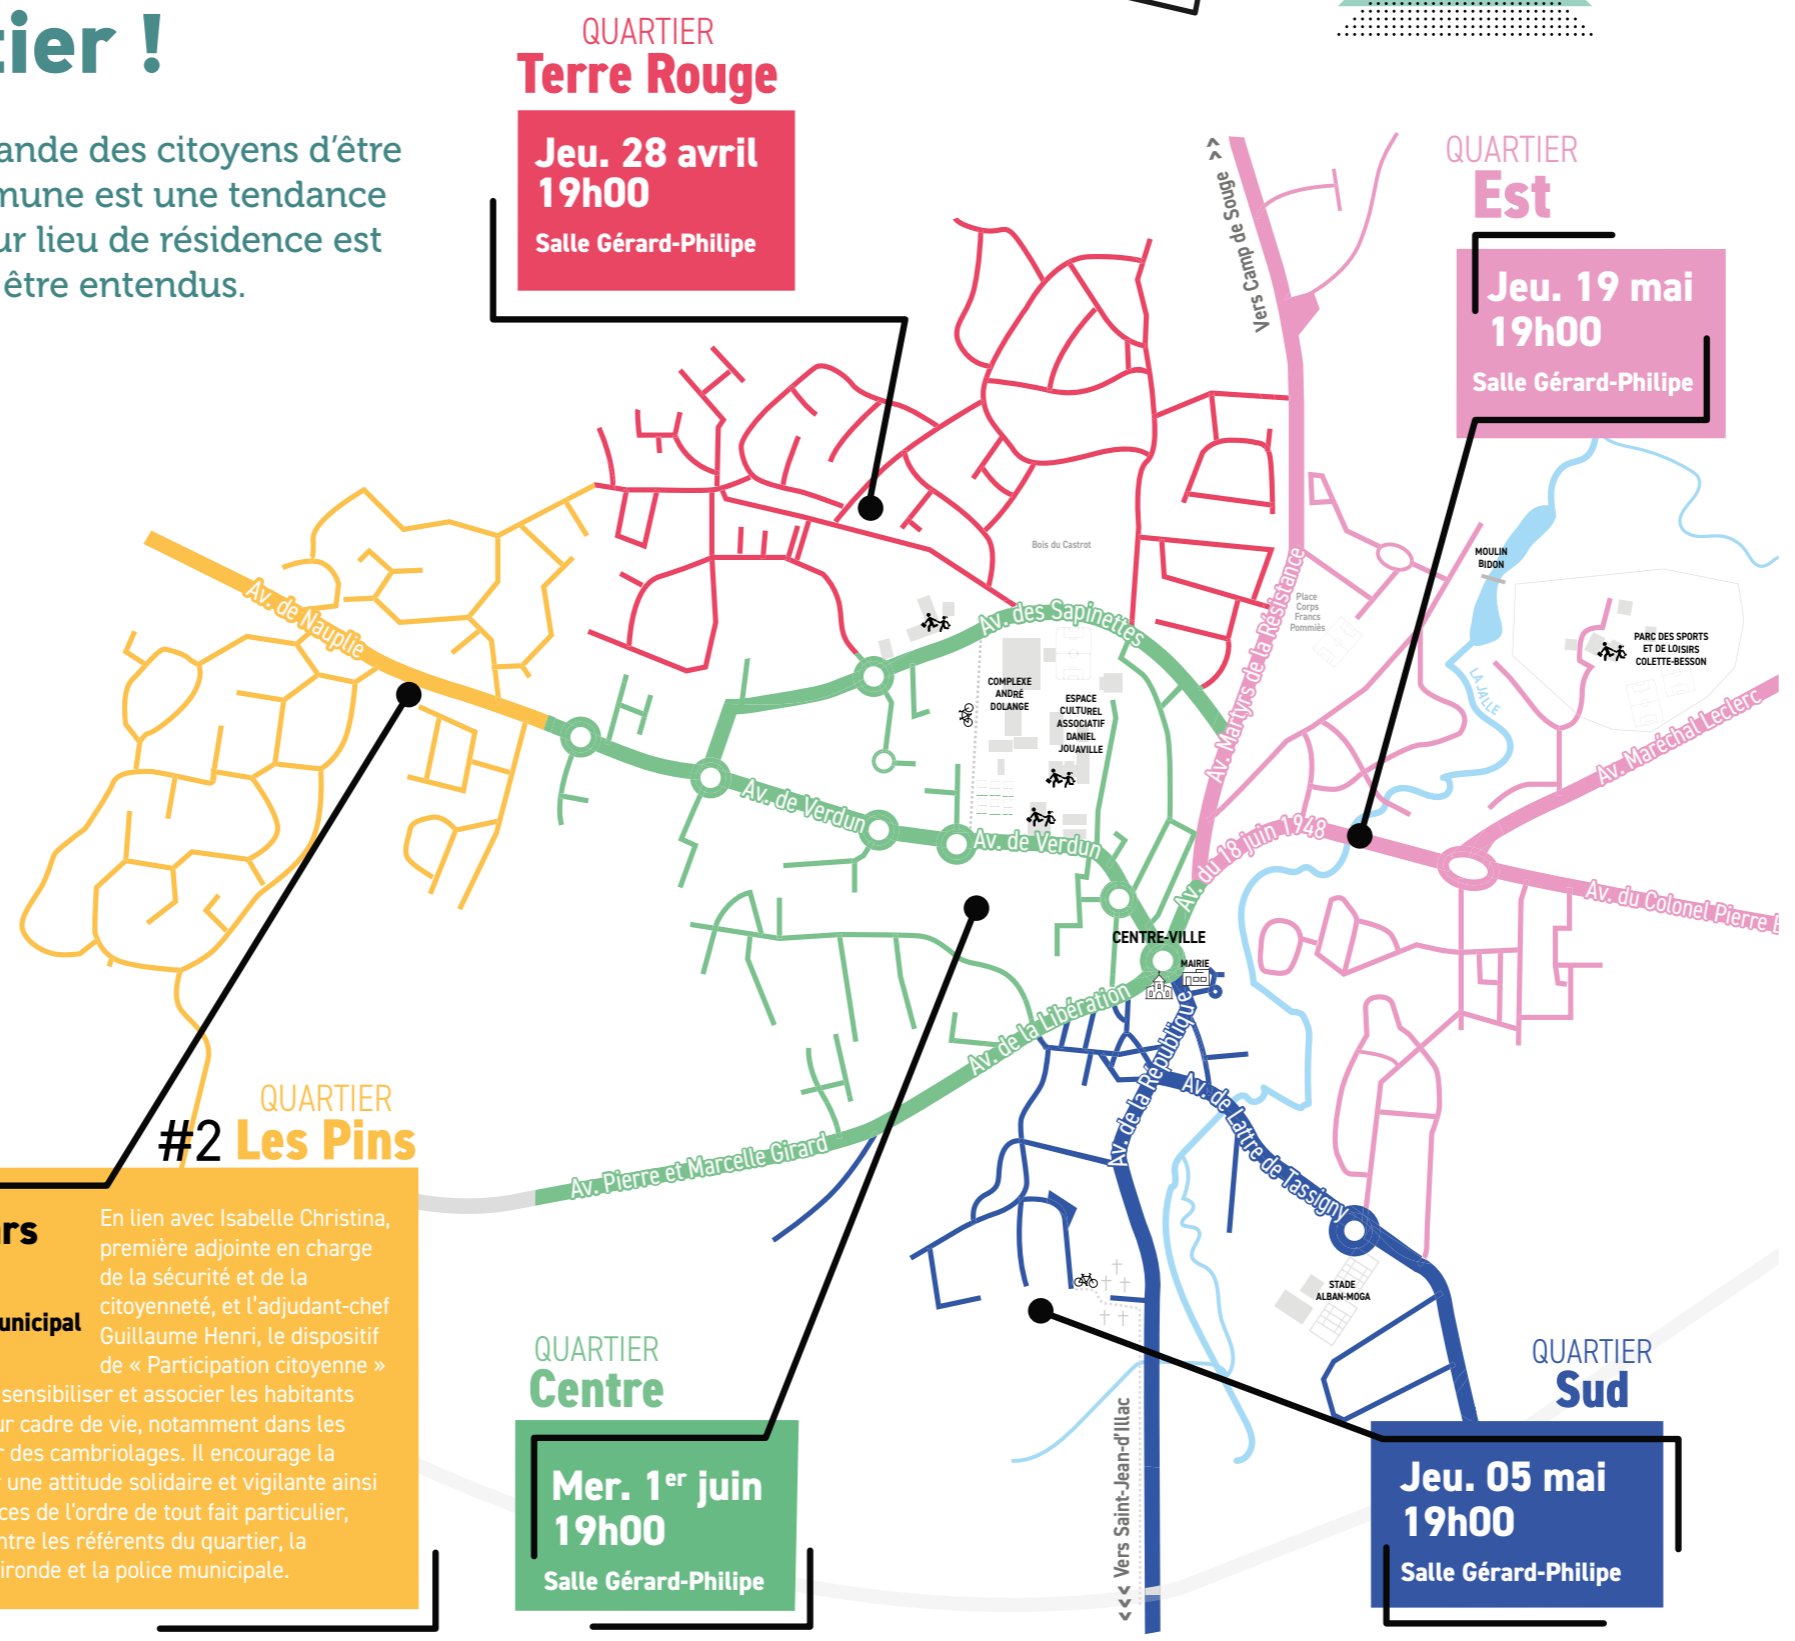 tier !
ande des citoyens d'être
mune est une tendance
ur lieu de résidence est
être entendus.
QUARTIER
Terre Rouge
Jeu. 28 avril
19h00
Salle Gérard-Philipe
QUARTIER
Est
Jeu. 19 mai
19h00
Salle Gérard-Philipe
<< Vers Camp de Souge
Bois du Castrot
Av. de Nauplie
Av. des Sapinettes
Av. Martyrs de la Résistance
Place
Corps
Francs
Pommiès
MOULIN
BIDON
LA JALLE
PARC DES SPORTS
ET DE LOISIRS
COLETTE-BESSON
COMPLEXE
ANDRÉ
DOLANGE
ESPACE
CULTUREL
ASSOCIATIF
DANIEL
JOUAVILLE
Av. Maréchal Leclerc
Av. de Verdun
Av. de Verdun
Av. du 18 juin 1948
Av. du Colonel Pierre
CENTRE-VILLE
MAIRIE
Av. de la Libération
Av. de la République
Av. de Lattre de Tassigny
Av. Pierre et Marcelle Girard
STADE
ALBAN-MOGA
<<< Vers Saint-Jean-d'Illac
QUARTIER
#2 Les Pins
rs
unicipal
En lien avec Isabelle Christina,
première adjointe en charge
de la sécurité et de la
citoyenneté, et l'adjudant-chef
Guillaume Henri, le dispositif
de « Participation citoyenne »
sensibiliser et associer les habitants
ur cadre de vie, notamment dans les
r des cambriolages. Il encourage la
r une attitude solidaire et vigilante ainsi
ces de l'ordre de tout fait particulier,
ntre les référents du quartier, la
ironde et la police municipale.
QUARTIER
Centre
Mer. 1er juin
19h00
Salle Gérard-Philipe
QUARTIER
Sud
Jeu. 05 mai
19h00
Salle Gérard-Philipe